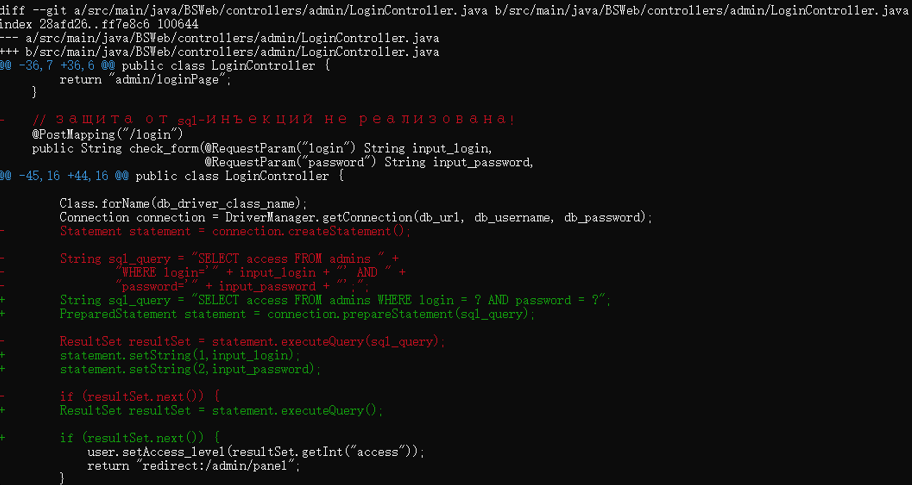 diff --git a/src/main/java/BSWeb/controllers/admin/LoginController.java b/src/main/java/BSWeb/controllers/admin/LoginController.java
index 28afd26..ff7e8c6 100644
--- a/src/main/java/BSWeb/controllers/admin/LoginController.java
+++ b/src/main/java/BSWeb/controllers/admin/LoginController.java
@@ -36,7 +36,6 @@ public class LoginController {
         return "admin/loginPage";
     }

-    // защита от sql-инъекций не реализована!
     @PostMapping("/login")
     public String check_form(@RequestParam("login") String input_login,
                              @RequestParam("password") String input_password,
@@ -45,16 +44,16 @@ public class LoginController {

         Class.forName(db_driver_class_name);
         Connection connection = DriverManager.getConnection(db_url, db_username, db_password);
-        Statement statement = connection.createStatement();

-        String sql_query = "SELECT access FROM admins " +
-                "WHERE login='" + input_login + "' AND " +
-                "password='" + input_password + "';";
+        String sql_query = "SELECT access FROM admins WHERE login = ? AND password = ?";
+        PreparedStatement statement = connection.prepareStatement(sql_query);

-        ResultSet resultSet = statement.executeQuery(sql_query);
+        statement.setString(1,input_login);
+        statement.setString(2,input_password);

-        if (resultSet.next()) {
+        ResultSet resultSet = statement.executeQuery();

+        if (resultSet.next()) {
             user.setAccess_level(resultSet.getInt("access"));
             return "redirect:/admin/panel";
         }